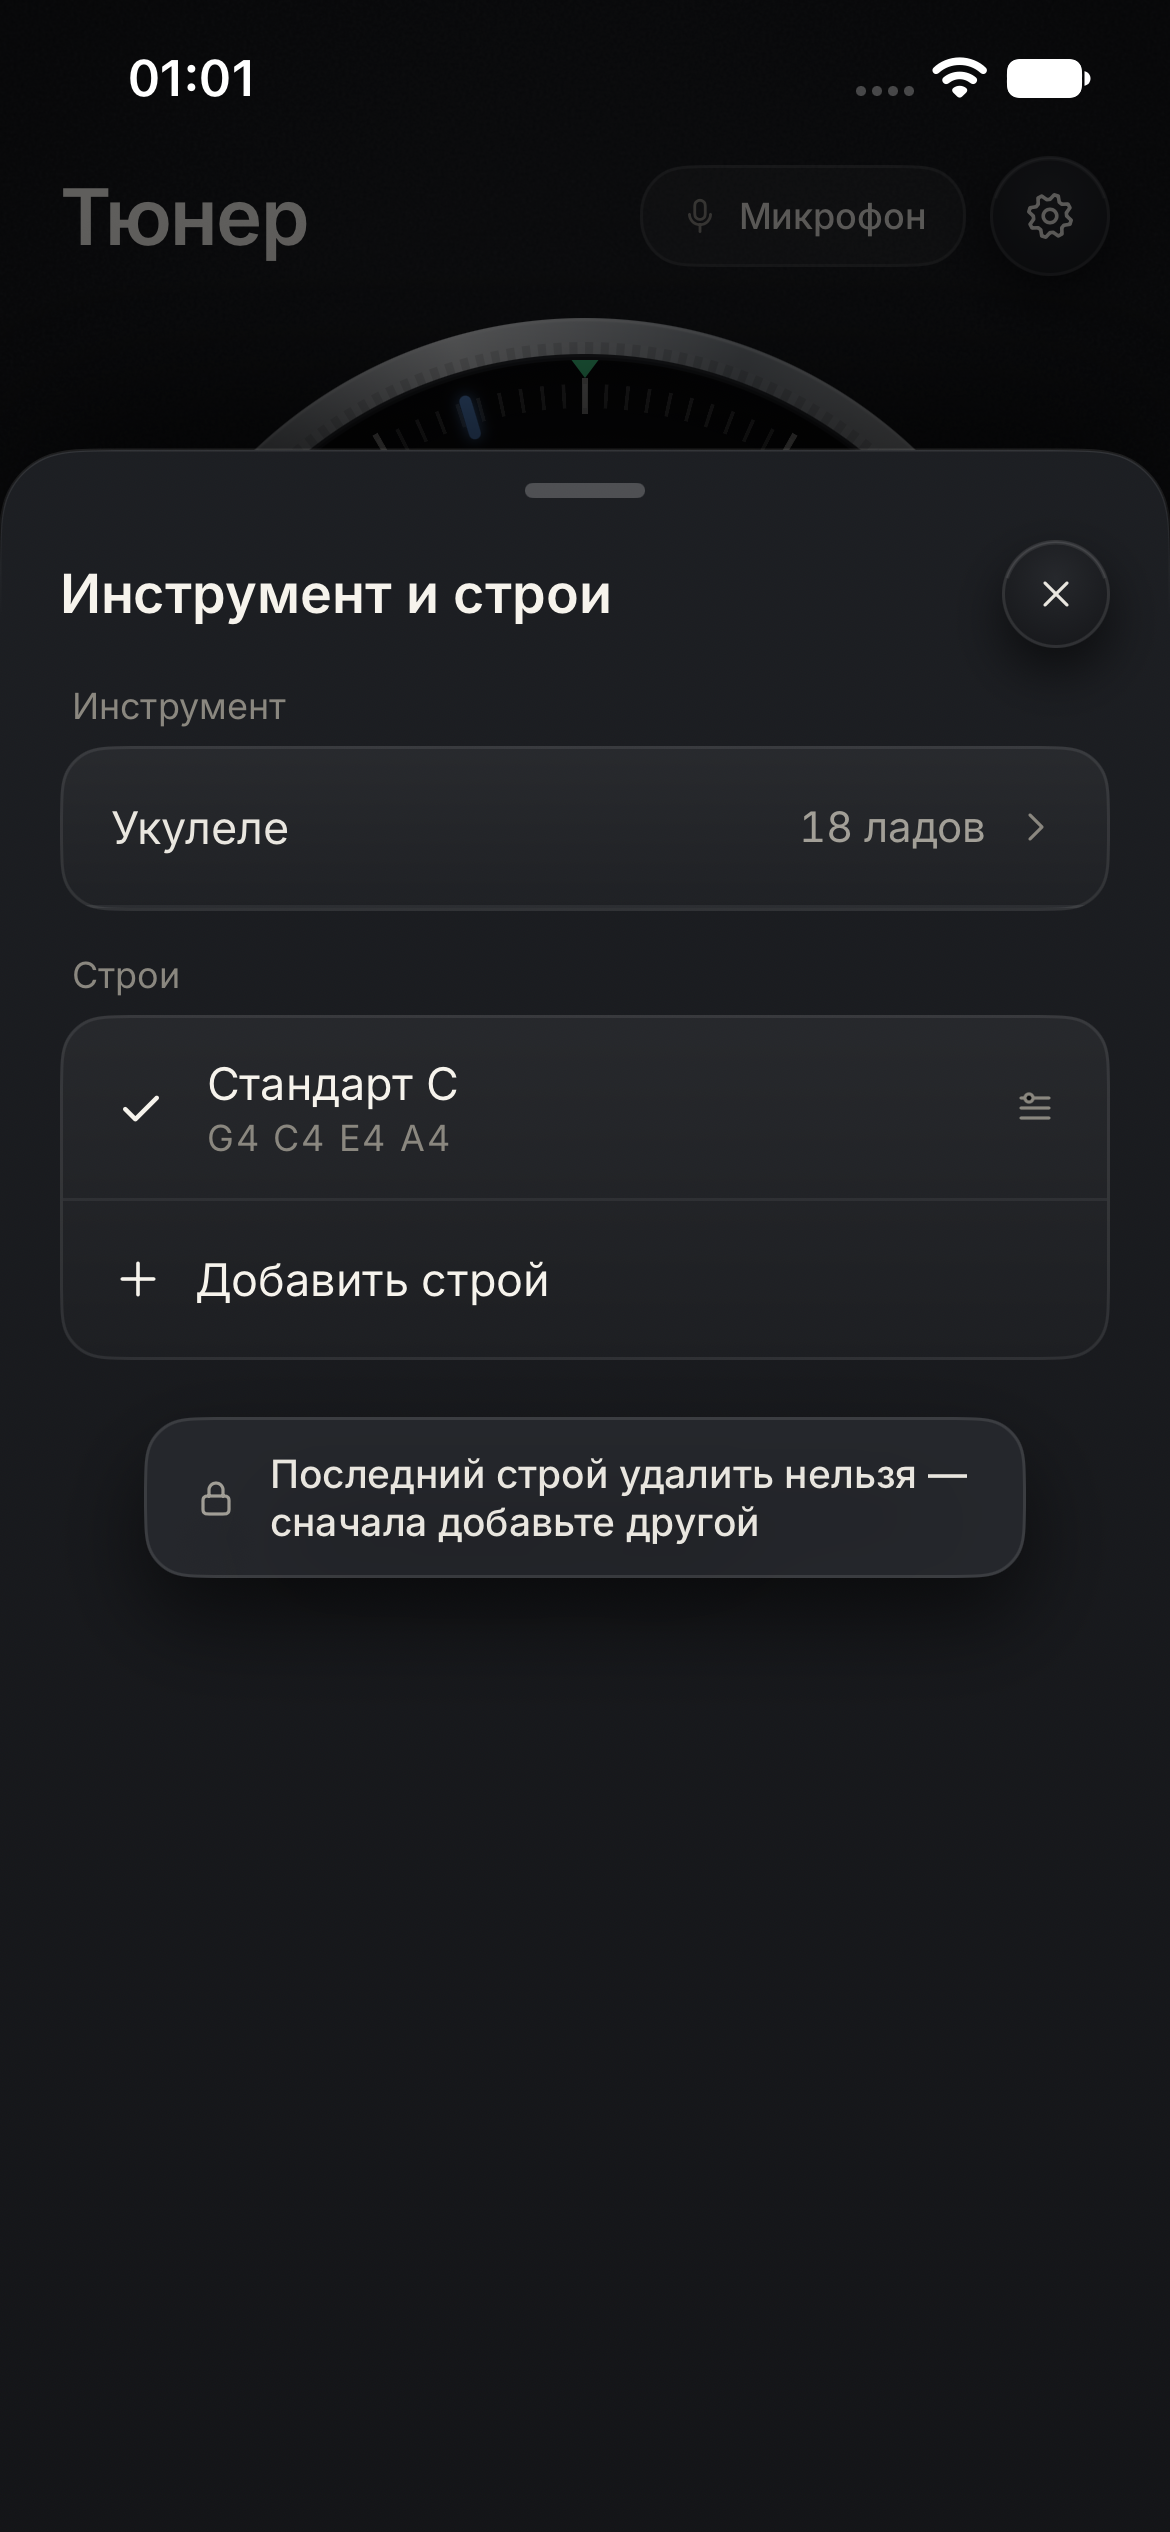 01:01
Тюнер
Микрофон
Инструмент и строи
Инструмент
Укулеле
18 ладов
Строи
Стандарт C
G4 C4 E4 A4
Добавить строй
Последний строй удалить нельзя —
сначала добавьте другой